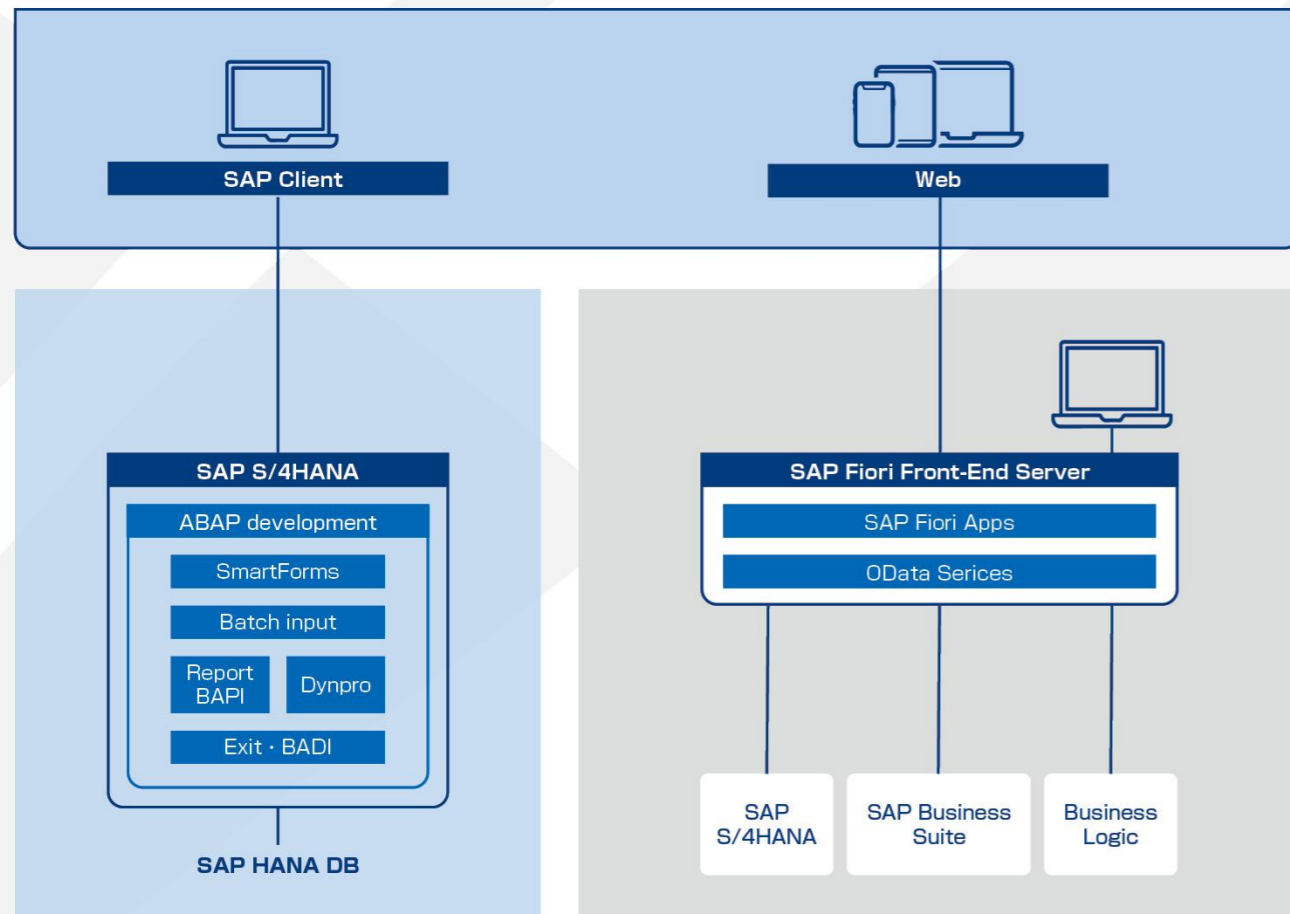 SAP Client
Web
SAP S/4HANA
ABAP development
SmartForms
Batch input
Report
BAPI
Dynpro
Exit・BADI
SAP HANA DB
SAP Fiori Front-End Server
SAP Fiori Apps
OData Serices
SAP
S/4HANA
SAP Business
Suite
Business
Logic